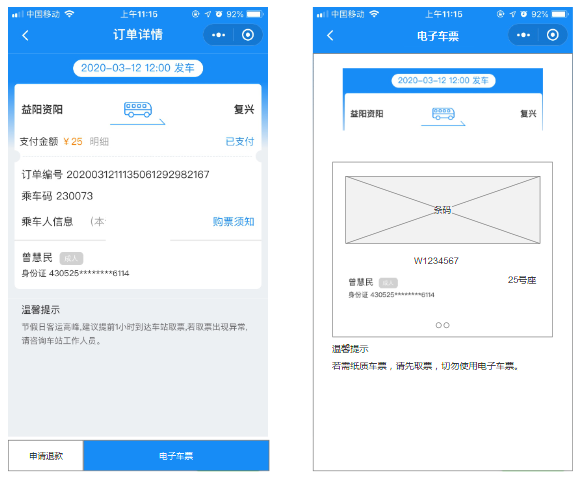 中国移动 上午11:15 92%
订单详情
2020-03-12 12:00 发车
益阳资阳 复兴
支付金额 ￥25 明细 已支付
订单编号 2020031211135061292982167
乘车码 230073
乘车人信息 (本 购票须知
曾慧民 成人
身份证 430525********6114
温馨提示
节假日客运高峰,建议提前1小时到达车站取票,若取票出现异常,
请咨询车站工作人员。
申请退款 电子车票
中国移动 上午11:15 92%
电子车票
2020-03-12 12:00 发车
益阳资阳 复兴
条码
W1234567
曾慧民 成人 25号座
身份证 430525********6114
温馨提示
若需纸质车票，请先取票，切勿使用电子车票。